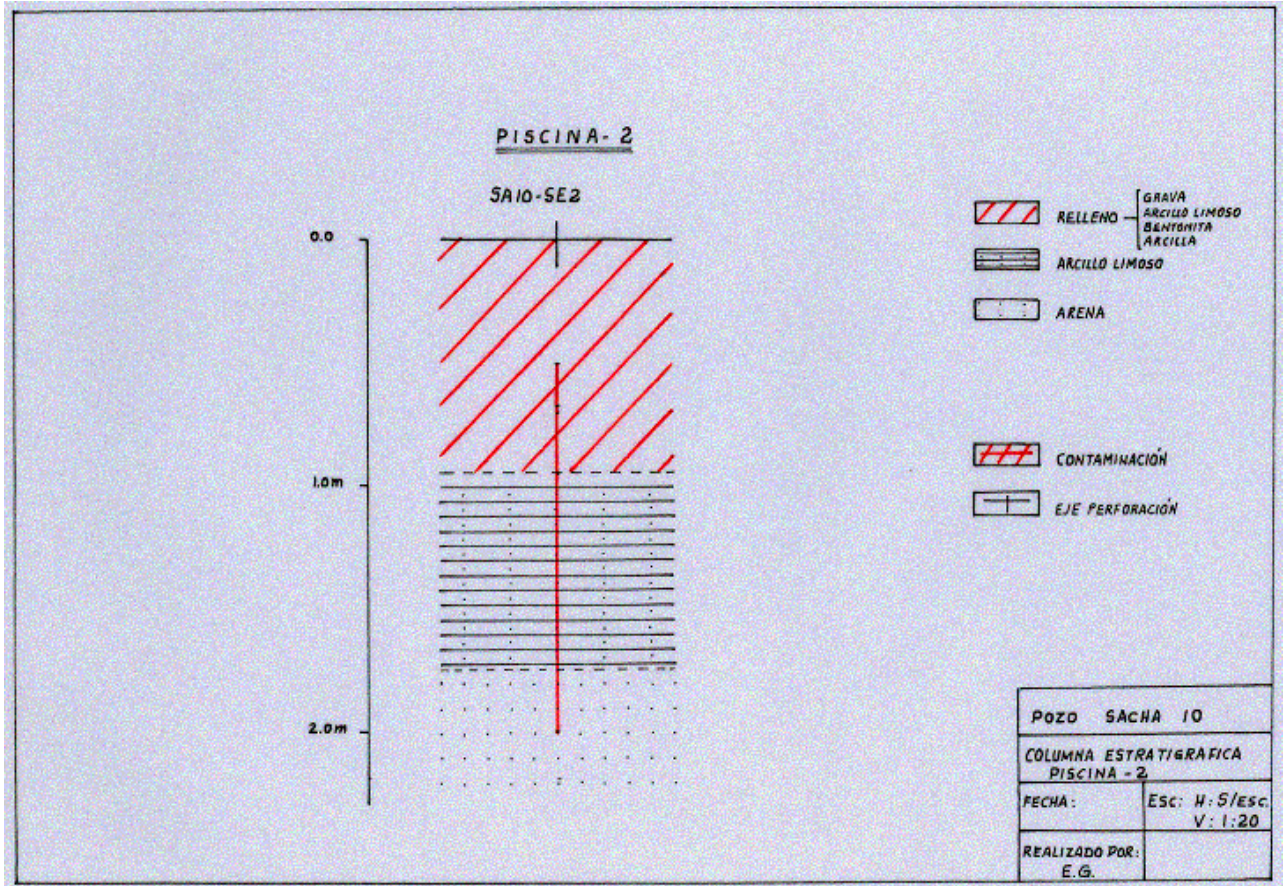 PISCINA-2
SA10-SE2
0.0
1.0m
2.0m
RELLENO
GRAVA
ARCILLO LIMOSO
BENTONITA
ARCILLA
ARCILLO LIMOSO
ARENA
CONTAMINACIÓN
EJE PERFORACIÓN
POZO SACHA 10
COLUMNA ESTRATIGRAFICA
PISCINA-2
FECHA:
ESC: H: S/ESC.
V: 1:20
REALIZADO POR:
E.G.